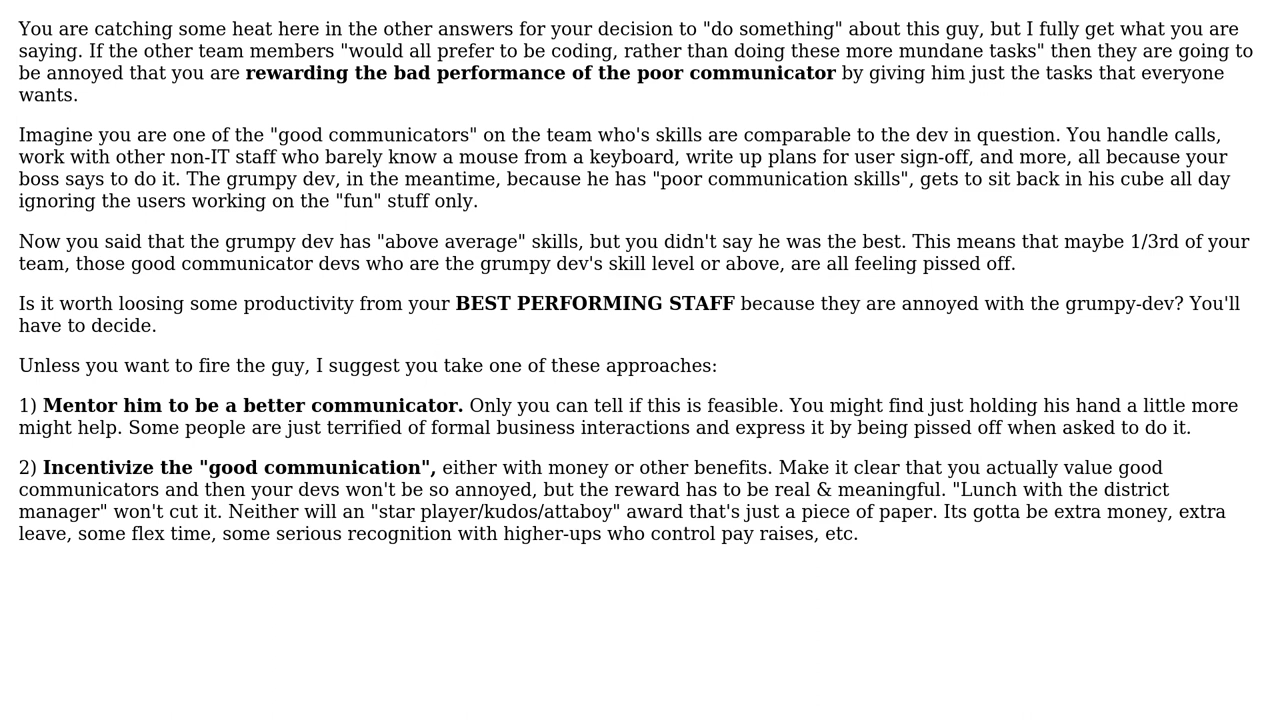 You are catching some heat here in the other answers for your decision to "do something" about this guy, but I fully get what you are
saying. If the other team members "would all prefer to be coding, rather than doing these more mundane tasks" then they are going to
be annoyed that you are rewarding the bad performance of the poor communicator by giving him just the tasks that everyone
wants.
Imagine you are one of the "good communicators" on the team who's skills are comparable to the dev in question. You handle calls,
work with other non-IT staff who barely know a mouse from a keyboard, write up plans for user sign-off, and more, all because your
boss says to do it. The grumpy dev, in the meantime, because he has "poor communication skills", gets to sit back in his cube all day
ignoring the users working on the "fun" stuff only.
Now you said that the grumpy dev has "above average" skills, but you didn't say he was the best. This means that maybe 1/3rd of your
team, those good communicator devs who are the grumpy dev's skill level or above, are all feeling pissed off.
Is it worth loosing some productivity from your BEST PERFORMING STAFF because they are annoyed with the grumpy-dev? You'll
have to decide.
Unless you want to fire the guy, I suggest you take one of these approaches:
1) Mentor him to be a better communicator. Only you can tell if this is feasible. You might find just holding his hand a little more
might help. Some people are just terrified of formal business interactions and express it by being pissed off when asked to do it.
2) Incentivize the "good communication", either with money or other benefits. Make it clear that you actually value good
communicators and then your devs won't be so annoyed, but the reward has to be real & meaningful. "Lunch with the district
manager" won't cut it. Neither will an "star player/kudos/attaboy" award that's just a piece of paper. Its gotta be extra money, extra
leave, some flex time, some serious recognition with higher-ups who control pay raises, etc.